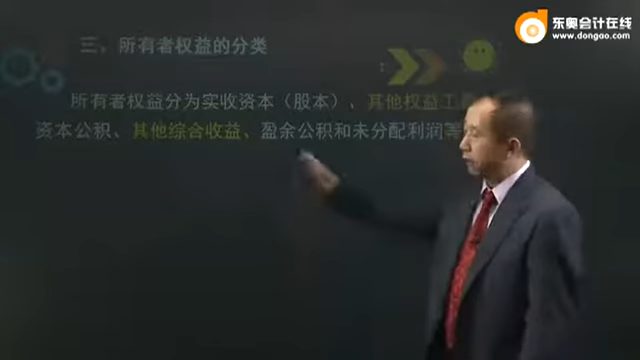 东奥会计在线
www.dongao.com
三、所有者权益的分类
所有者权益分为实收资本（股本）、其他权益工
资本公积、其他综合收益、盈余公积和未分配利润等